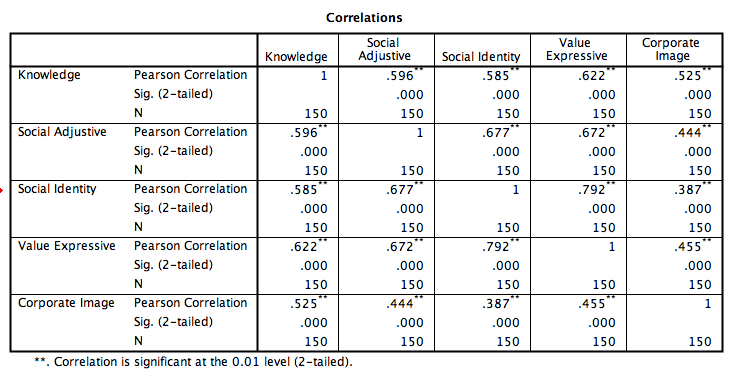 Correlations
Knowledge Social Adjustive Social Identity Value Expressive Corporate Image
Knowledge Pearson Correlation 1 .596** .585** .622** .525**
Sig. (2-tailed) .000 .000 .000 .000
N 150 150 150 150 150
Social Adjustive Pearson Correlation .596** 1 .677** .672** .444**
Sig. (2-tailed) .000 .000 .000 .000
N 150 150 150 150 150
Social Identity Pearson Correlation .585** .677** 1 .792** .387**
Sig. (2-tailed) .000 .000 .000 .000
N 150 150 150 150 150
Value Expressive Pearson Correlation .622** .672** .792** 1 .455**
Sig. (2-tailed) .000 .000 .000 .000
N 150 150 150 150 150
Corporate Image Pearson Correlation .525** .444** .387** .455** 1
Sig. (2-tailed) .000 .000 .000 .000
N 150 150 150 150 150
**. Correlation is significant at the 0.01 level (2-tailed).